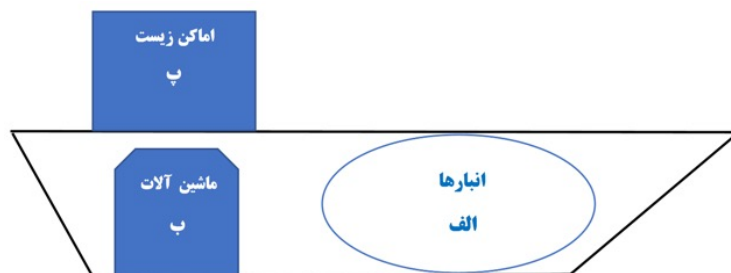 اماکن زیست
پ
ماشین آلات
ب
انبارها
الف